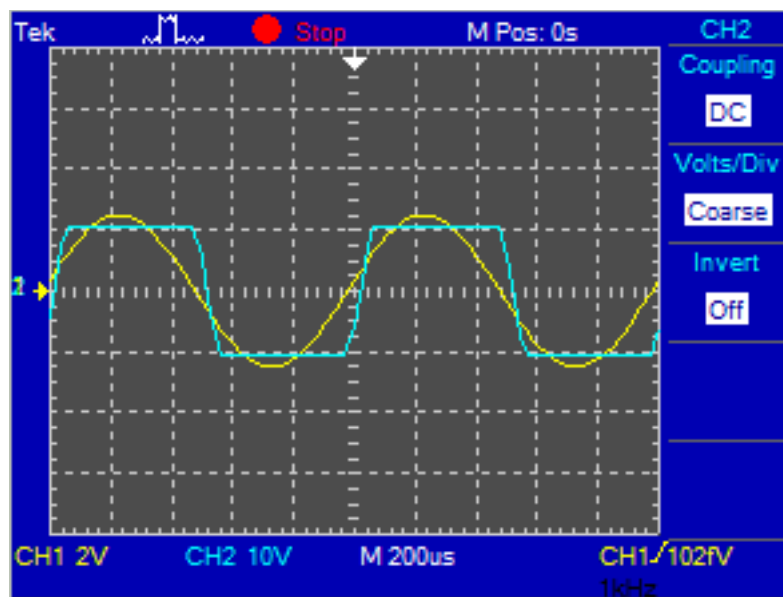 Tek Stop M Pos: 0s CH2
Coupling
DC
Volts/Div
Coarse
Invert
Off
CH1 2V CH2 10V M 200us CH1 102fV
1kHz